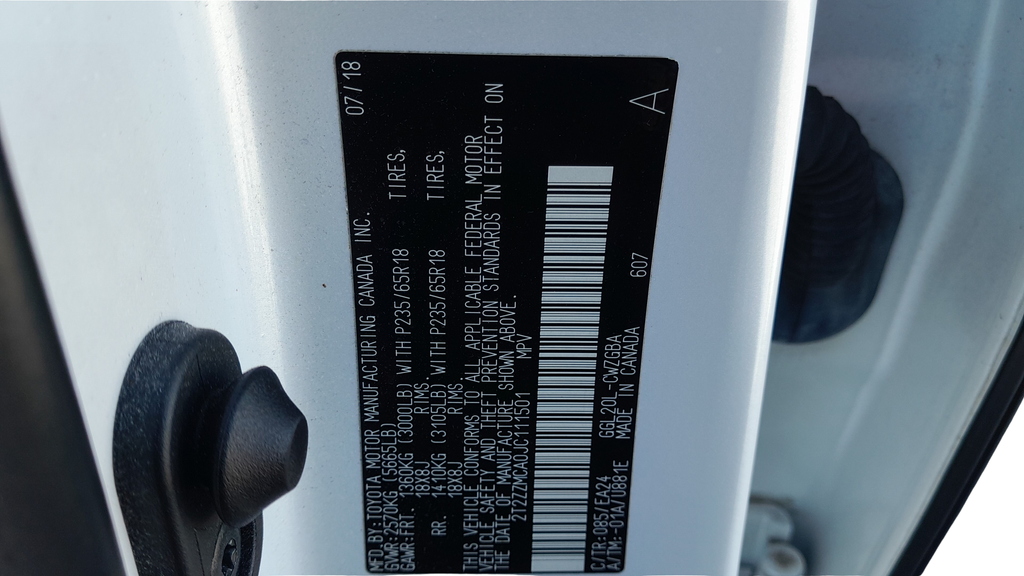 MFD.BY:TOYOTA MOTOR MANUFACTURING CANADA INC. 07/18
GVWR:2570KG(5665LB)
GAWR:FRT. 1360KG (3000LB) WITH P235/65R18 TIRES,
18X8J RIMS.
RR. 1410KG (3105LB) WITH P235/65R18 TIRES,
18X8J RIMS.
THIS VEHICLE CONFORMS TO ALL APPLICABLE FEDERAL MOTOR
VEHICLE SAFETY AND THEFT PREVENTION STANDARDS IN EFFECT ON
THE DATE OF MANUFACTURE SHOWN ABOVE.
2T2ZZMCA0JC111501 MPV
C/TR:085/EA24 GGL20L-CWZGBA 607
A/TM:-01A/U881E MADE IN CANADA A